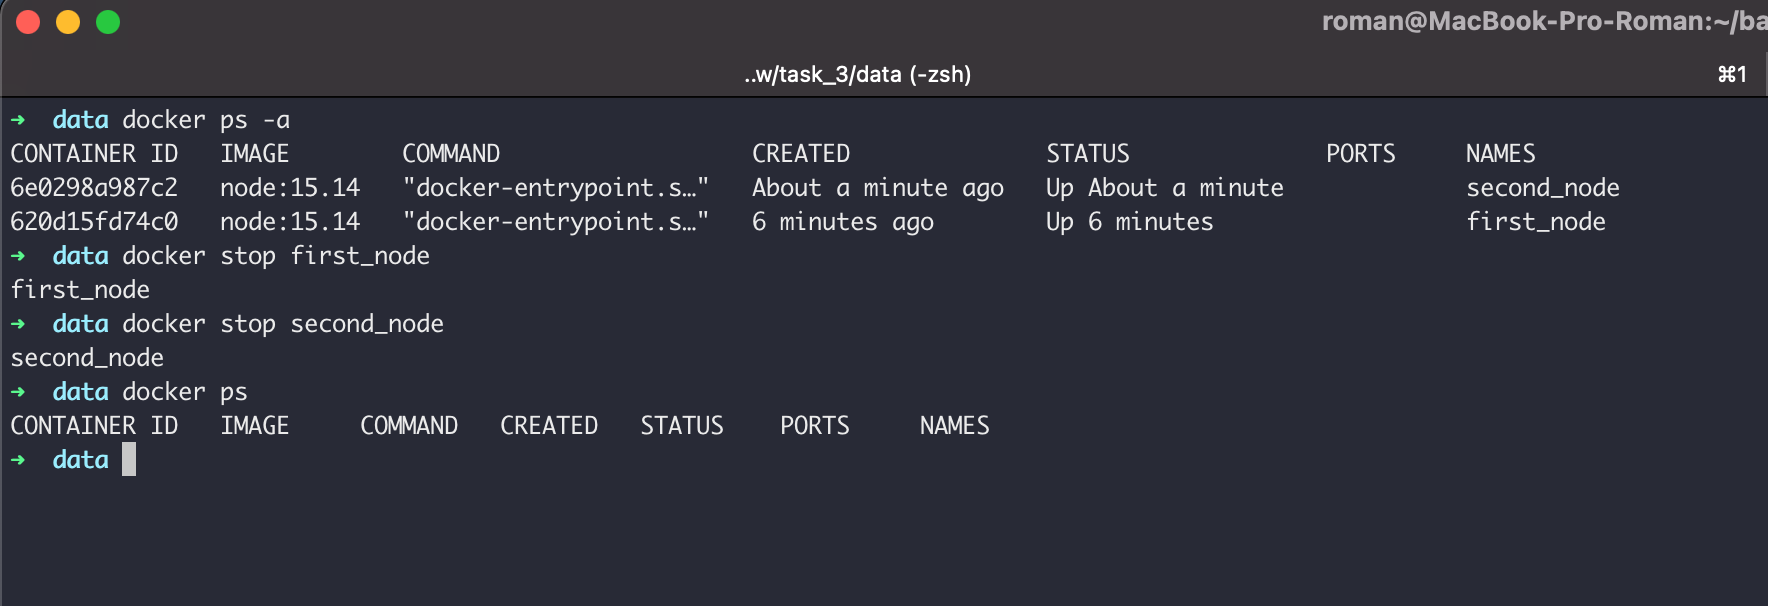 roman@MacBook-Pro-Roman:~/ba
..w/task_3/data (-zsh) ⌘1
➜ data docker ps -a
CONTAINER ID IMAGE COMMAND CREATED STATUS PORTS NAMES
6e0298a987c2 node:15.14 "docker-entrypoint.s…" About a minute ago Up About a minute second_node
620d15fd74c0 node:15.14 "docker-entrypoint.s…" 6 minutes ago Up 6 minutes first_node
➜ data docker stop first_node
first_node
➜ data docker stop second_node
second_node
➜ data docker ps
CONTAINER ID IMAGE COMMAND CREATED STATUS PORTS NAMES
➜ data